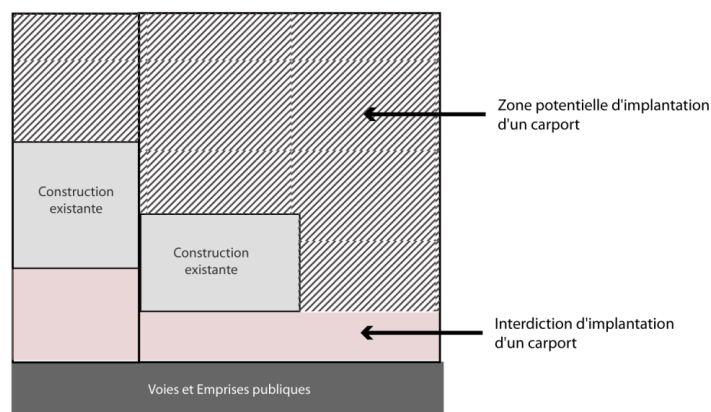 Zone potentielle d'implantation
d'un carport
Construction
existante
Construction
existante
Interdiction d'implantation
d'un carport
Voies et Emprises publiques